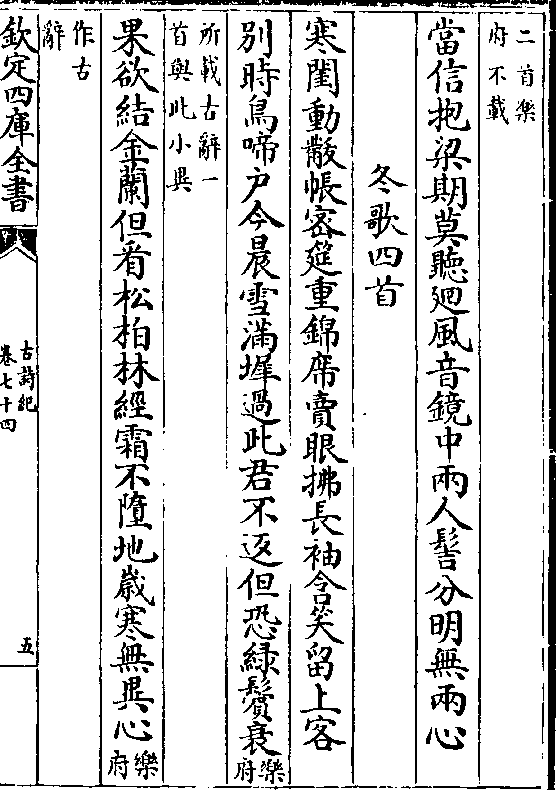 二首樂
府不載
當信抱梁期莫聽廻風音鏡中兩人髻分明無兩心
冬歌四首
寒閨動黻帳密筵重錦席賣眼拂長袖含笑留上客
別時鳥啼户今晨雪滿墀過此君不返但恐緑鬢衰樂府
所載古辭一
首與此小異
果欲結金蘭但看松柏林經霜不墮地歳寒無異心樂府
作古
辭
欽定四庫全書
古詩紀
卷七十四
五